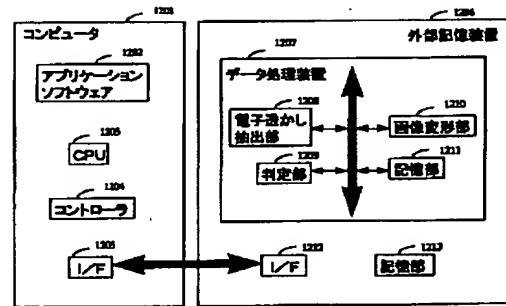 1201
コンピュータ
1202
アプリケーション
ソフトウェア
1203
CPU
1204
コントローラ
1205
I/F
1206
外部記憶装置
1207
データ処理装置
1208
電子透かし
抽出部
1209
判定部
1210
画像変形部
1211
記憶部
1212
I/F
1213
記憶部